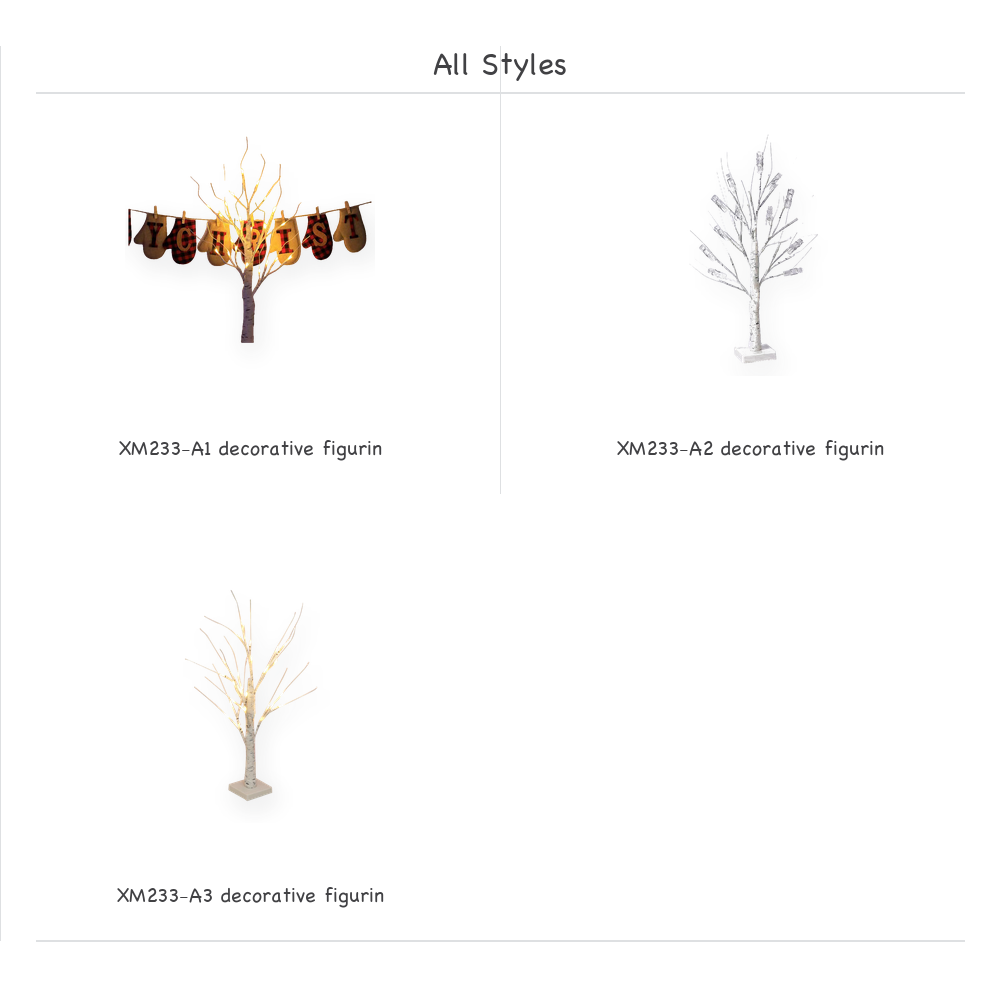 All Styles
XM233-A1 decorative figurin
XM233-A2 decorative figurin
XM233-A3 decorative figurin